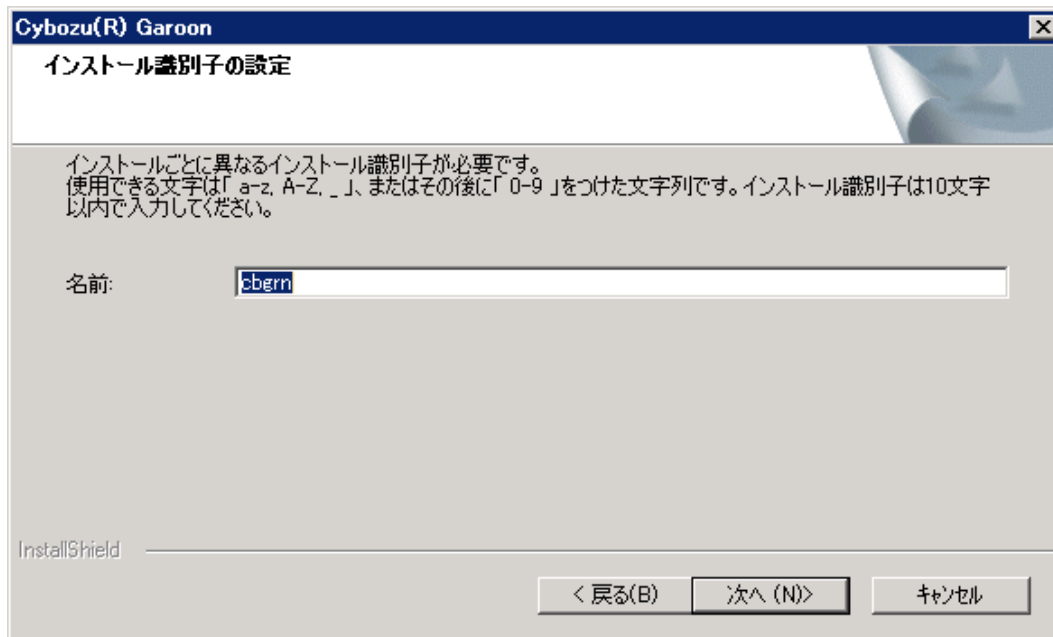 Cybozu(R) Garoon
インストール識別子の設定
インストールごとに異なるインストール識別子が必要です。
使用できる文字は「 a-z, A-Z, _ 」、またはその後に「 0-9 」をつけた文字列です。インストール識別子は10文字
以内で入力してください。
名前: cbgrn
InstallShield
< 戻る(B) 次へ (N)> キャンセル